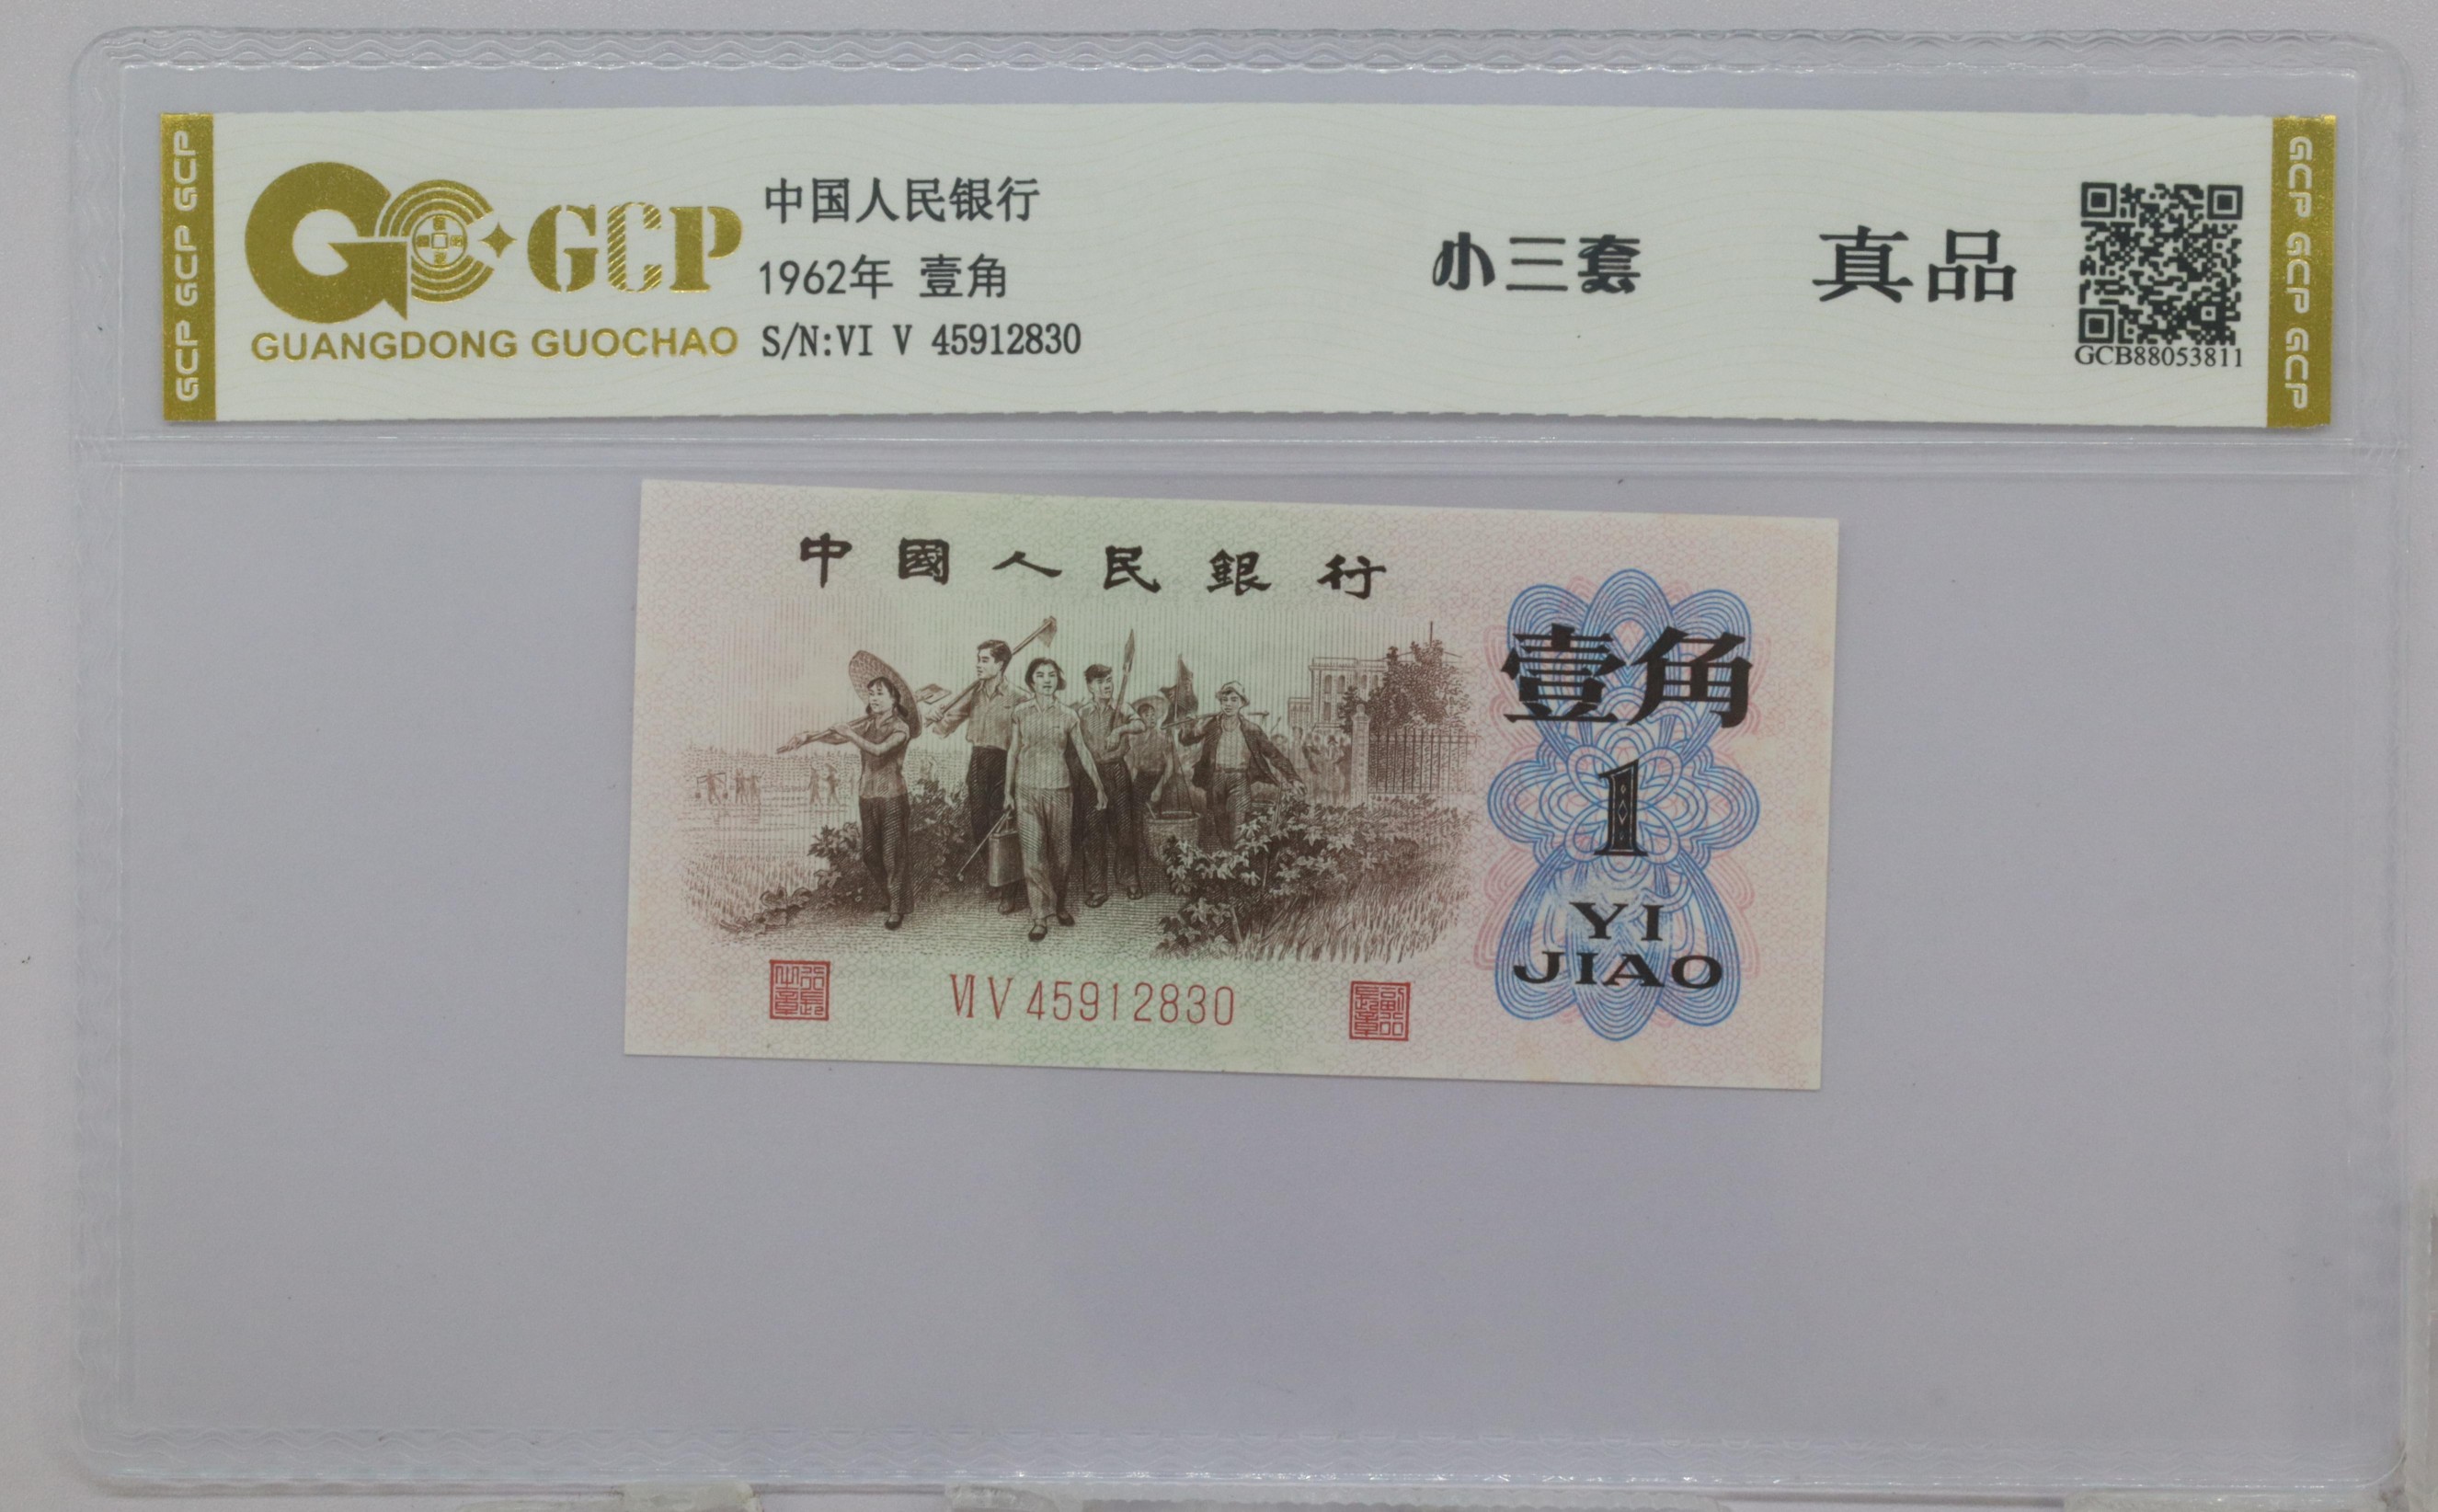 GCP GCP GCP
GCP
GUANGDONG GUOCHAO
中国人民银行
1962年 壹角
S/N:VI V 45912830
小三套
真品
GCB88053811
GCP GCP GCP
中國人民銀行
壹角
1
YI
JIAO
VI V 45912830